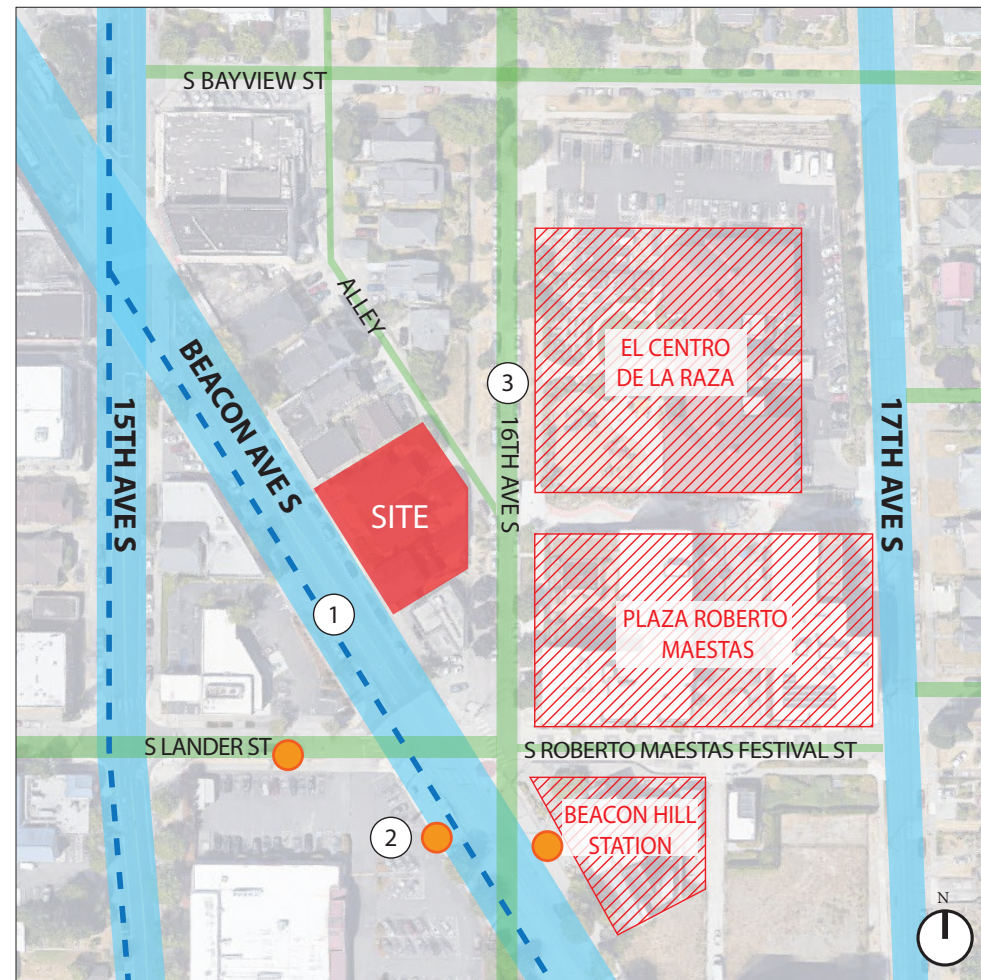 S BAYVIEW ST
ALLEY
BEACON AVE S
EL CENTRO
DE LA RAZA
3
15TH AVE S
16TH AVE S
17TH AVE S
SITE
1
PLAZA ROBERTO
MAESTAS
S LANDER ST
S ROBERTO MAESTAS FESTIVAL ST
2
BEACON HILL
STATION
N